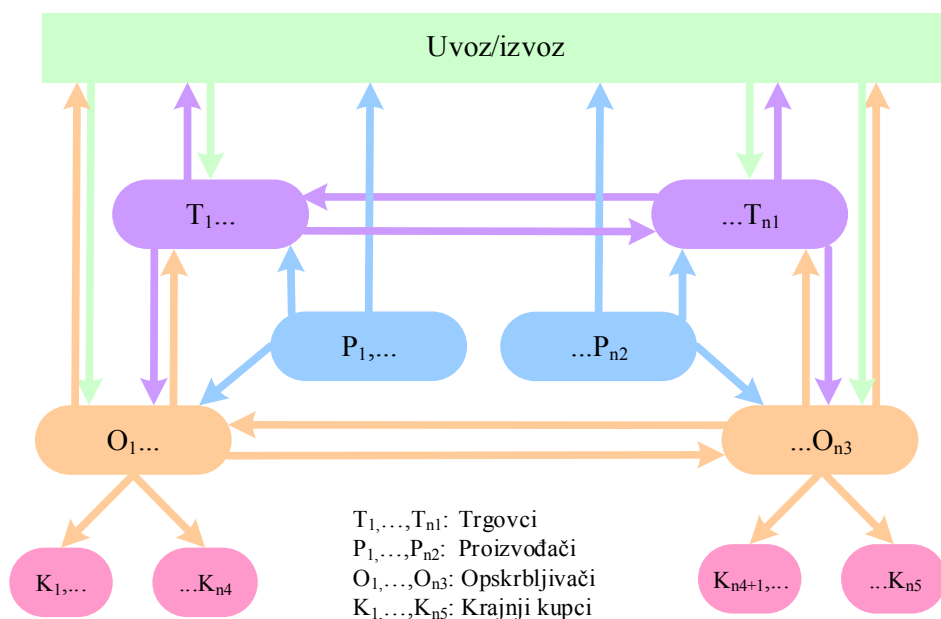 Uvoz/izvoz
T1... ...Tn1
P1,... ...Pn2
O1... ...On3
T1,…,Tn1: Trgovci
P1,…,Pn2: Proizvođači
O1,…,On3: Opskrbljivači
K1,…,Kn5: Krajnji kupci
K1,... ...Kn4 Kn4+1,... ...Kn5